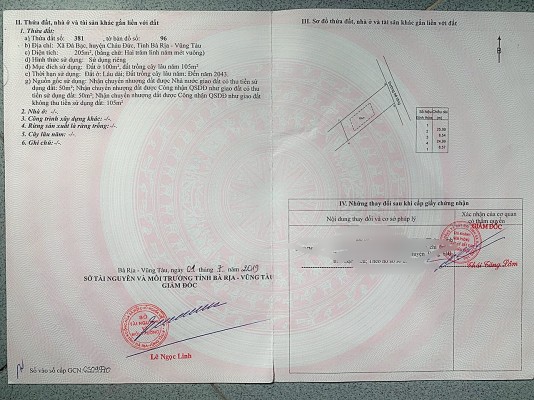 II. Thửa đất, nhà ở và tài sản khác gắn liền với đất
1. Thửa đất:
a) Thửa đất số: 381, tờ bản đồ số: 96
b) Địa chỉ: Xã Đá Bạc, huyện Châu Đức, Tỉnh Bà Rịa - Vũng Tàu
c) Diện tích: 205m², (bằng chữ: Hai trăm linh năm mét vuông)
d) Hình thức sử dụng: Sử dụng riêng
đ) Mục đích sử dụng: Đất ở 100m², đất trồng cây lâu năm 105m²
e) Thời hạn sử dụng: Đất ở: Lâu dài; Đất trồng cây lâu năm: Đến năm 2043.
g) Nguồn gốc sử dụng: Nhận chuyển nhượng đất được Nhà nước giao đất có thu tiền
sử dụng đất: 50m²; Nhận chuyển nhượng đất được Công nhận QSDĐ như giao đất có thu
tiền sử dụng đất: 50m²; Nhận chuyển nhượng đất được Công nhận QSDĐ như giao đất
không thu tiền sử dụng đất: 105m²
2. Nhà ở: -/-
3. Công trình xây dựng khác: -/-
4. Rừng sản xuất là rừng trồng: -/-
5. Cây lâu năm: -/-
6. Ghi chú: -/-
Bà Rịa - Vũng Tàu, ngày 01 tháng 7 năm 2019
SỞ TÀI NGUYÊN VÀ MÔI TRƯỜNG TỈNH BÀ RỊA - VŨNG TÀU
GIÁM ĐỐC
Lê Ngọc Linh
Số vào sổ cấp GCN:
III. Sơ đồ thửa đất, nhà ở và tài sản khác gắn liền với đất
B
IV. Những thay đổi sau khi cấp giấy chứng nhận
Nội dung thay đổi và cơ sở pháp lý
Xác nhận của cơ quan
có thẩm quyền
GIÁM ĐỐC